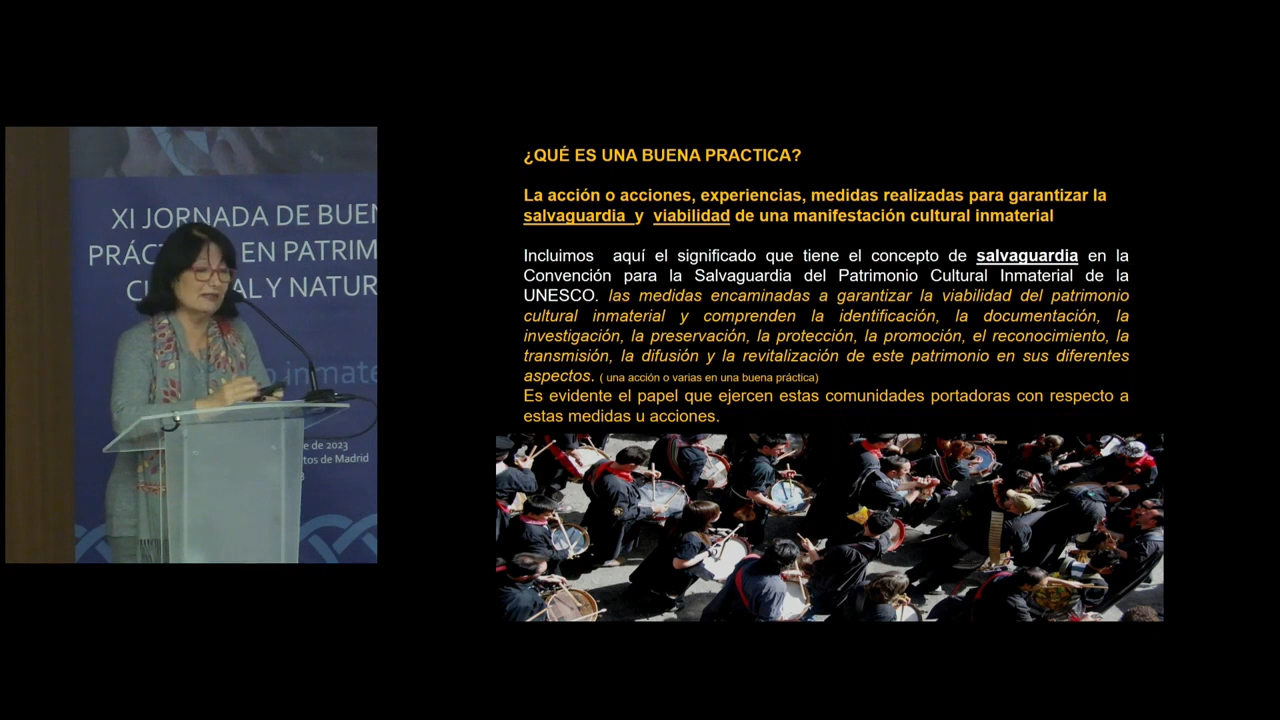 XI JORNADA DE BUEN
PRÁC EN PATRIM
C AL Y NATUR
o inmate
e de 2023
tos de Madrid
¿QUÉ ES UNA BUENA PRACTICA?
La acción o acciones, experiencias, medidas realizadas para garantizar la
salvaguardia y viabilidad de una manifestación cultural inmaterial
Incluimos aquí el significado que tiene el concepto de salvaguardia en la
Convención para la Salvaguardia del Patrimonio Cultural Inmaterial de la
UNESCO. las medidas encaminadas a garantizar la viabilidad del patrimonio
cultural inmaterial y comprenden la identificación, la documentación, la
investigación, la preservación, la protección, la promoción, el reconocimiento, la
transmisión, la difusión y la revitalización de este patrimonio en sus diferentes
aspectos. ( una acción o varias en una buena práctica)
Es evidente el papel que ejercen estas comunidades portadoras con respecto a
estas medidas u acciones.